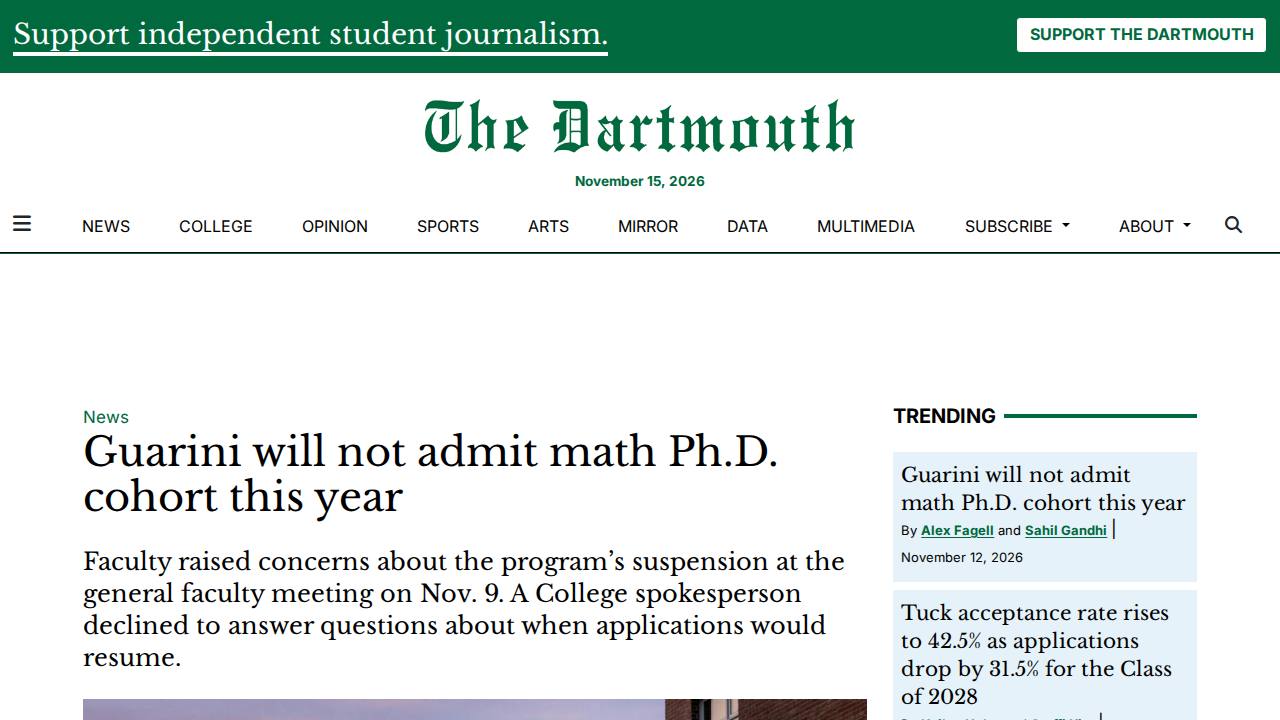 Support independent student journalism.
SUPPORT THE DARTMOUTH
The Dartmouth
November 15, 2026
NEWS COLLEGE OPINION SPORTS ARTS MIRROR DATA MULTIMEDIA SUBSCRIBE ABOUT
News
Guarini will not admit math Ph.D.
cohort this year
Faculty raised concerns about the program’s suspension at the
general faculty meeting on Nov. 9. A College spokesperson
declined to answer questions about when applications would
resume.
TRENDING
Guarini will not admit
math Ph.D. cohort this year
By Alex Fagell and Sahil Gandhi |
November 12, 2026
Tuck acceptance rate rises
to 42.5% as applications
drop by 31.5% for the Class
of 2028